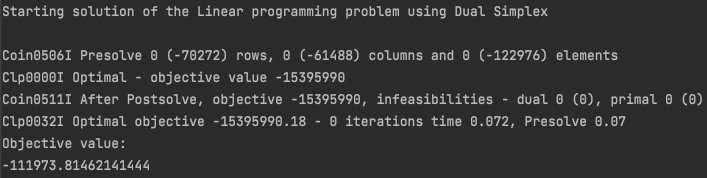 Starting solution of the Linear programming problem using Dual Simplex
Coin0506I Presolve 0 (-70272) rows, 0 (-61488) columns and 0 (-122976) elements
Clp0000I Optimal - objective value -15395990
Coin0511I After Postsolve, objective -15395990, infeasibilities - dual 0 (0), primal 0 (0)
Clp0032I Optimal objective -15395990.18 - 0 iterations time 0.072, Presolve 0.07
Objective value:
-111973.81462141444